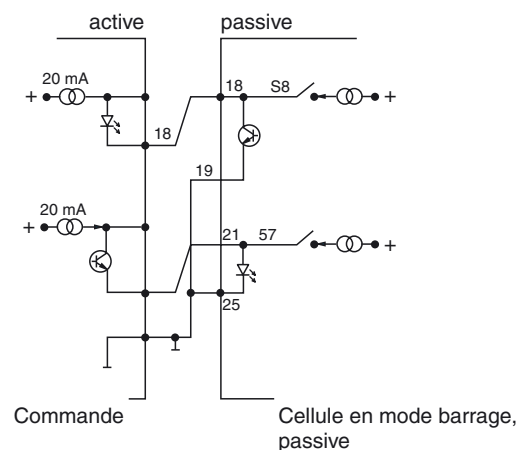 active
passive
20 mA
+
18
S8
+
18
19
20 mA
+
21
57
+
25
Commande
Cellule en mode barrage,
passive